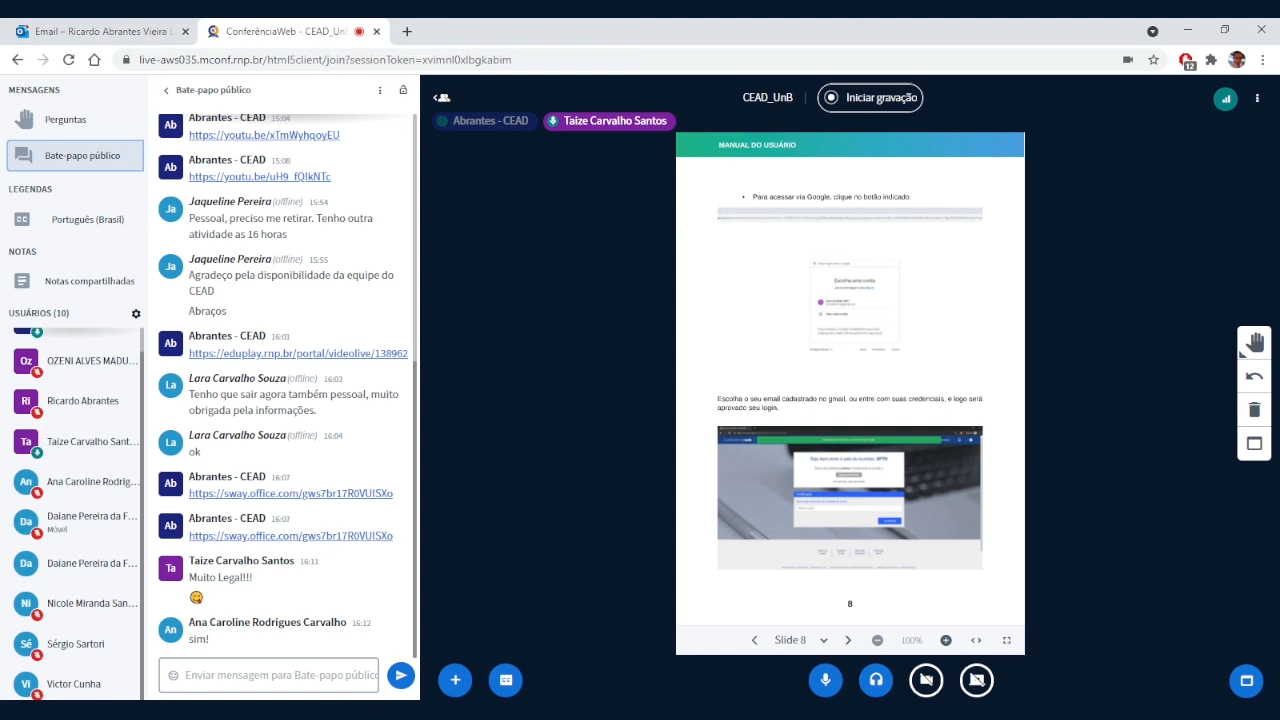 Email – Ricardo Abrantes Vieira L
ConferênciaWeb - CEAD_Un
live-aws035.mconf.rnp.br/html5client/join?sessionToken=xvimnl0xlbgkabim
12
MENSAGENS
Perguntas
Bate-papo público
LEGENDAS
Português (Brasil)
NOTAS
Notas compartilhadas
USUÁRIOS (10)
Oz
OZENI ALVES ...
Ri
Ricardo Abrantes
Ta
Taize Carvalho Sant...
An
Ana Caroline Rodrig...
Da
Daiane Pereira da F...
Móvel
Da
Darlene Pereira da F...
Ni
Nicole Miranda San...
Sé
Sérgio Sartori
Vi
Victor Cunha
Bate-papo público
Ab
Abrantes - CEAD 15:04
https://youtu.be/xTmWyhqoyEU
Ab
Abrantes - CEAD 15:08
https://youtu.be/uH9_fQIkNTc
Ja
Jaqueline Pereira (offline) 15:54
Pessoal, preciso me retirar. Tenho outra
atividade as 16 horas
Ja
Jaqueline Pereira (offline) 15:55
Agradeço pela disponibilidade da equipe do
CEAD
Abraços
Ab
Abrantes - CEAD 16:01
https://eduplay.rnp.br/portal/videolive/138962
La
Lara Carvalho Souza (offline) 16:03
Tenho que sair agora também pessoal, muito
obrigada pela informações.
La
Lara Carvalho Souza (offline) 16:04
ok
Ab
Abrantes - CEAD 16:07
https://sway.office.com/gws7br17R0VUISXo
Ab
Abrantes - CEAD 16:07
https://sway.office.com/gws7br17R0VUISXo
Ta
Taize Carvalho Santos 16:11
Muito Legal!!!
An
Ana Caroline Rodrigues Carvalho 16:12
sim!
Enviar mensagem para Bate-papo público
CEAD_UnB
Iniciar gravação
Abrantes - CEAD
Taize Carvalho Santos
MANUAL DO USUÁRIO
• Para acessar via Google, clique no botão indicado:
Escolha uma conta
Escolha o seu email cadastrado no gmail, ou entre com suas credenciais, e logo será
aprovado seu login.
8
Slide 8
100%